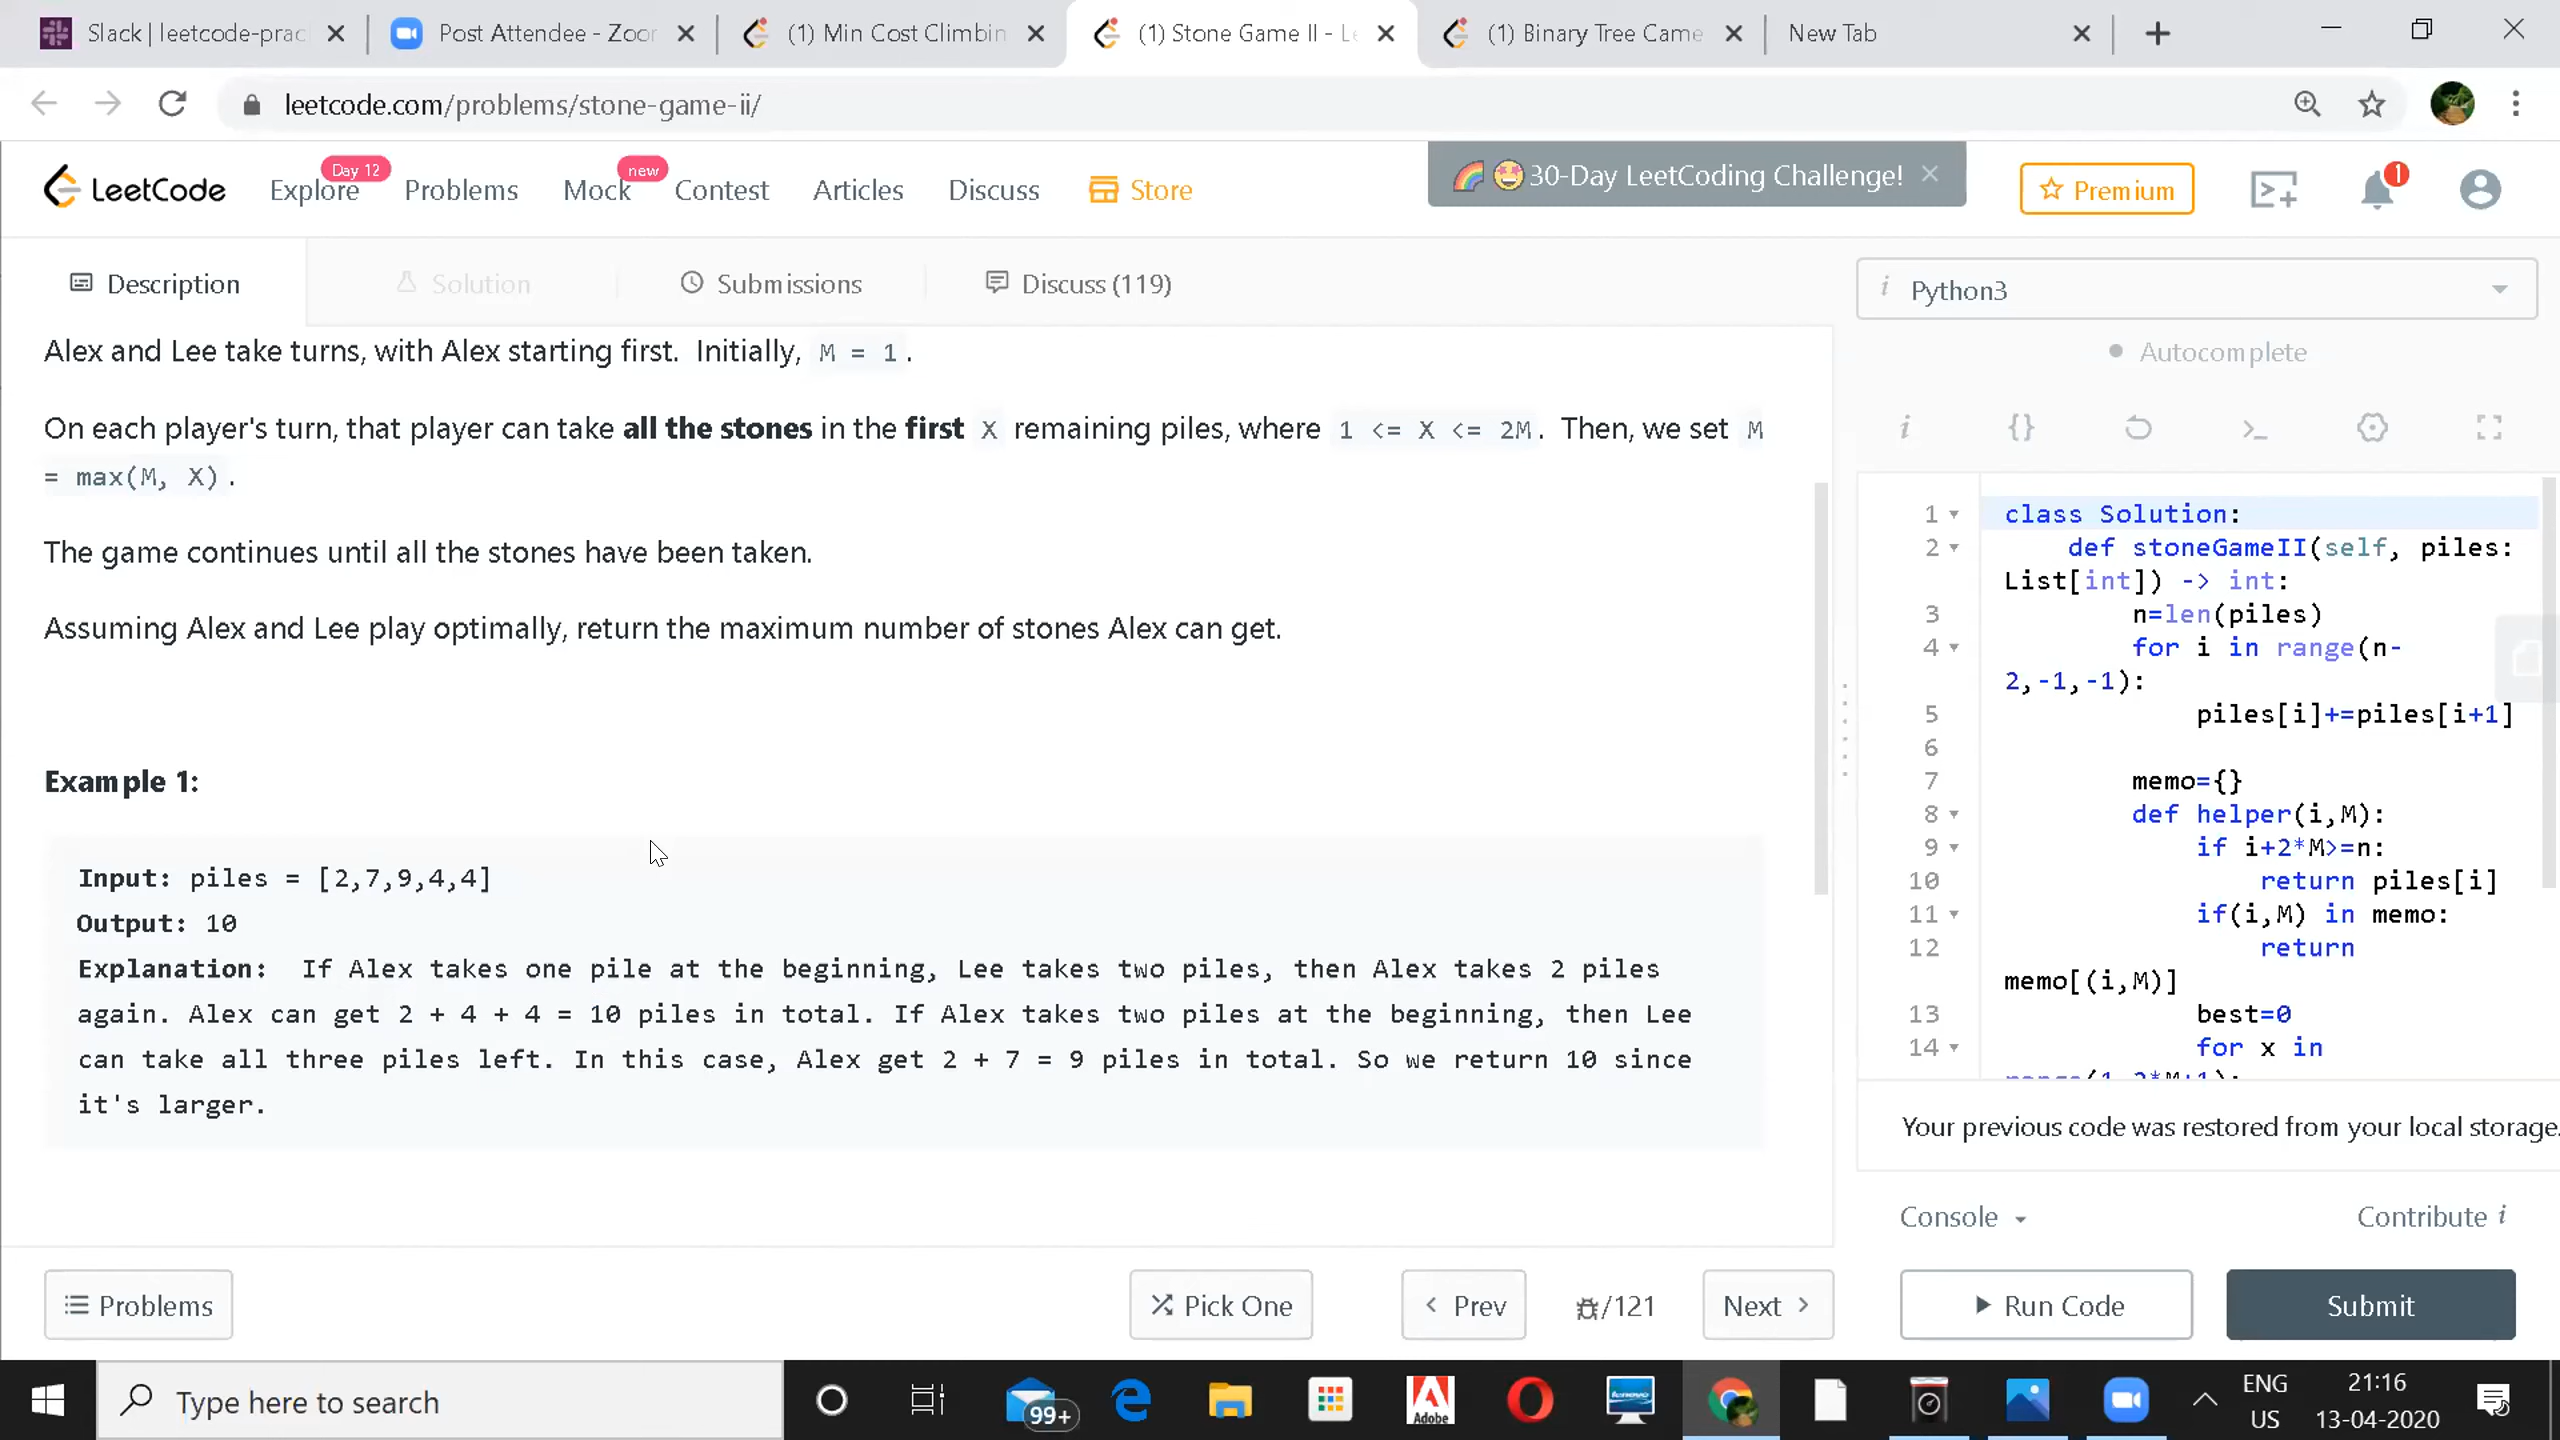 Slack | leetcode-prac
Post Attendee - Zoom
(1) Min Cost Climbin
(1) Stone Game II - Le
(1) Binary Tree Came
New Tab
leetcode.com/problems/stone-game-ii/
LeetCode
Explore
Day 12
Problems
Mock
new
Contest
Articles
Discuss
Store
30-Day LeetCoding Challenge!
Premium
1
Description
Solution
Submissions
Discuss (119)
Alex and Lee take turns, with Alex starting first. Initially, M = 1.
On each player's turn, that player can take all the stones in the first X remaining piles, where 1 <= X <= 2M. Then, we set M
= max(M, X).
The game continues until all the stones have been taken.
Assuming Alex and Lee play optimally, return the maximum number of stones Alex can get.
Example 1:
Input: piles = [2,7,9,4,4]
Output: 10
Explanation: If Alex takes one pile at the beginning, Lee takes two piles, then Alex takes 2 piles
again. Alex can get 2 + 4 + 4 = 10 piles in total. If Alex takes two piles at the beginning, then Lee
can take all three piles left. In this case, Alex get 2 + 7 = 9 piles in total. So we return 10 since
it's larger.
Python3
Autocomplete
1 class Solution:
2 def stoneGameII(self, piles:
List[int]) -> int:
3 n=len(piles)
4 for i in range(n-
2,-1,-1):
5 piles[i]+=piles[i+1]
6
7 memo={}
8 def helper(i,M):
9 if i+2*M>=n:
10 return piles[i]
11 if(i,M) in memo:
12 return
memo[(i,M)]
13 best=0
14 for x in
range(1,2*M+1):
Your previous code was restored from your local storage.
Console
Contribute
Problems
Pick One
Prev
/121
Next
Run Code
Submit
Type here to search
99+
Adobe
lenovo
ENG
US
21:16
13-04-2020